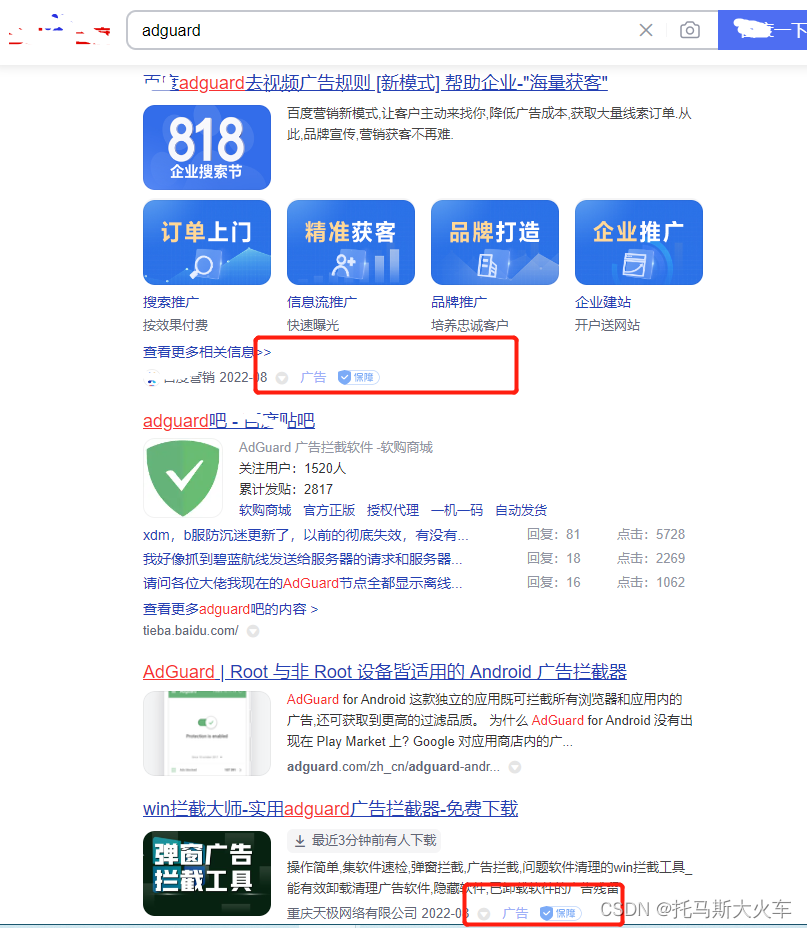 adguard
百度一下
百度adguard去视频广告规则 [新模式] 帮助企业-"海量获客"
818
企业搜索节
百度营销新模式,让客户主动来找你,降低广告成本,获取大量线索订单.从
此,品牌宣传,营销获客不再难.
订单上门
精准获客
品牌打造
企业推广
搜索推广
信息流推广
品牌推广
企业建站
按效果付费
快速曝光
培养忠诚客户
开户送网站
查看更多相关信息>>
百度营销 2022-08 广告 保障
adguard吧 - 百度贴吧
AdGuard 广告拦截软件 -软购商城
关注用户：1520人
累计发贴：2817
软购商城 官方正版 授权代理 一机一码 自动发货
xdm，b服防沉迷更新了，以前的彻底失效，有没有... 回复：81 点击：5728
我好像抓到碧蓝航线发送给服务器的请求和服务器... 回复：18 点击：2269
请问各位大佬我现在的AdGuard节点全都显示离线... 回复：16 点击：1062
查看更多adguard吧的内容 >
tieba.baidu.com/
AdGuard | Root 与非 Root 设备皆适用的 Android 广告拦截器
Protection is enabled
AdGuard for Android 这款独立的应用既可拦截所有浏览器和应用内的
广告,还可获取到更高的过滤品质。 为什么 AdGuard for Android 没有出
现在 Play Market 上? Google 对应用商店内的广...
adguard.com/zh_cn/adguard-andr...
win拦截大师-实用adguard广告拦截器-免费下载
弹窗广告
拦截工具
最近3分钟前有人下载
操作简单,集软件速检,弹窗拦截,广告拦截,问题软件清理的win拦截工具_
能有效卸载清理广告软件,隐藏软件,已卸载软件的广告残留
重庆天极网络有限公司 2022-08 广告 保障
CSDN @托马斯大火车